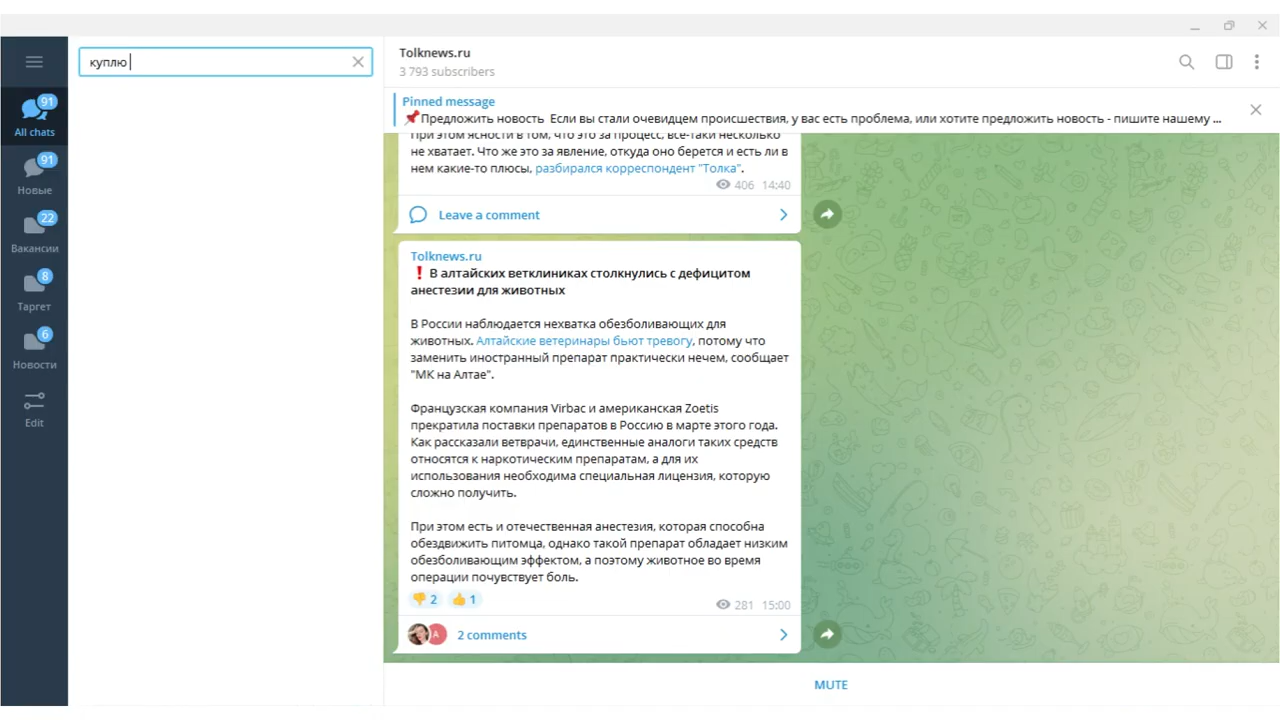 куплю
91
All chats
91
Новые
22
Вакансии
8
Таргет
6
Новости
Edit
Tolknews.ru
3 793 subscribers
Pinned message
📌Предложить новость Если вы стали очевидцем происшествия, у вас есть проблема, или хотите предложить новость - пишите нашему ...
При этом ясности в том, что это за процесс, все-таки несколько
не хватает. Что же это за явление, откуда оно берется и есть ли в
нем какие-то плюсы, разбирался корреспондент "Толка".
406 14:40
Leave a comment
Tolknews.ru
❗ В алтайских ветклиниках столкнулись с дефицитом
анестезии для животных
В России наблюдается нехватка обезболивающих для
животных. Алтайские ветеринары бьют тревогу, потому что
заменить иностранный препарат практически нечем, сообщает
"МК на Алтае".
Французская компания Virbac и американская Zoetis
прекратила поставки препаратов в Россию в марте этого года.
Как рассказали ветврачи, единственные аналоги таких средств
относятся к наркотическим препаратам, а для их
использования необходима специальная лицензия, которую
сложно получить.
При этом есть и отечественная анестезия, которая способна
обездвижить питомца, однако такой препарат обладает низким
обезболивающим эффектом, а поэтому животное во время
операции почувствует боль.
👎 2 👍 1
281 15:00
A
2 comments
MUTE